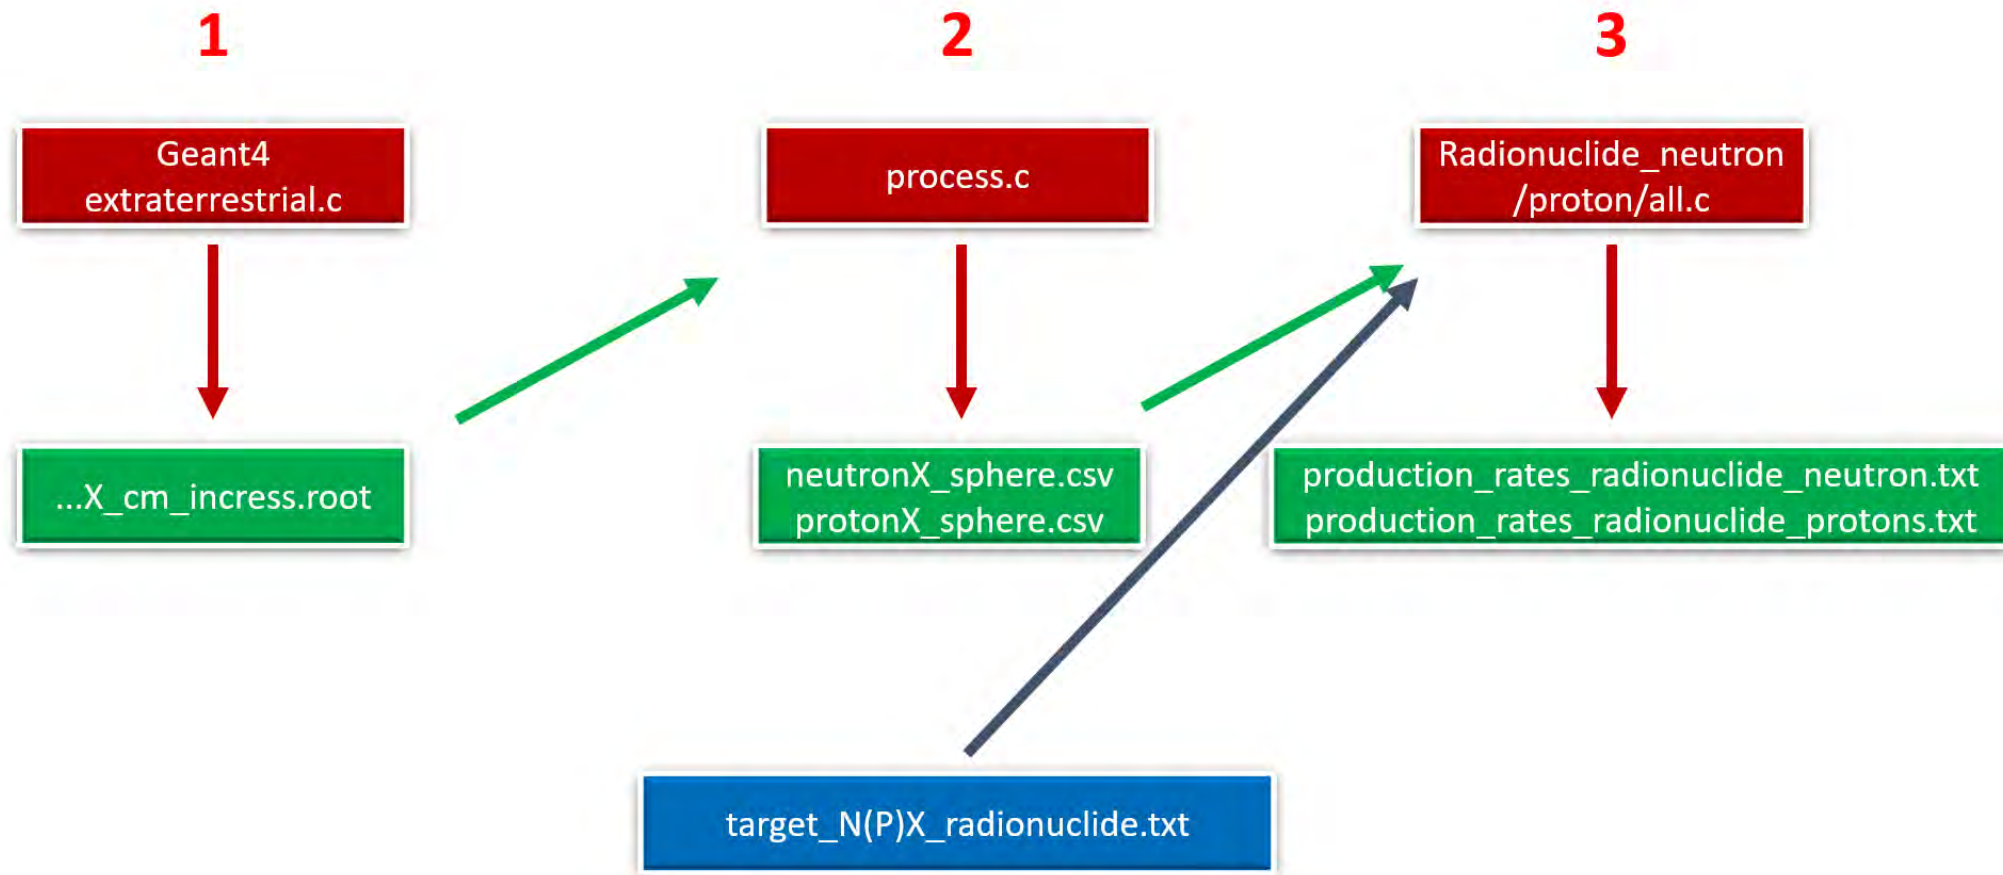 1
2
3
Geant4
extraterrestrial.c
process.c
Radionuclide_neutron
/proton/all.c
...X_cm_incress.root
neutronX_sphere.csv
protonX_sphere.csv
production_rates_radionuclide_neutron.txt
production_rates_radionuclide_protons.txt
target_N(P)X_radionuclide.txt